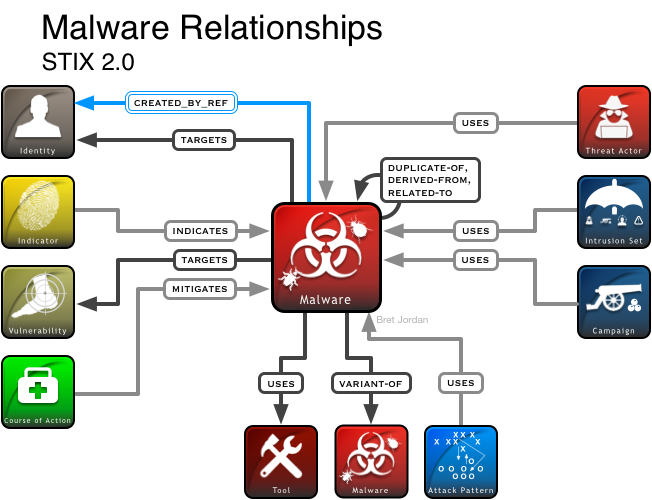 Malware Relationships
STIX 2.0
CREATED_BY_REF
USES
Identity
TARGETS
Threat Actor
DUPLICATE-OF,
DERIVED-FROM,
RELATED-TO
INDICATES
USES
Indicator
Intrusion Set
TARGETS
USES
MITIGATES
Malware
Vulnerability
Campaign
Bret Jordan
USES
VARIANT-OF
USES
Course of Action
X X X
X X X X
X
O
O O O O
O O O
Tool
Malware
Attack Pattern